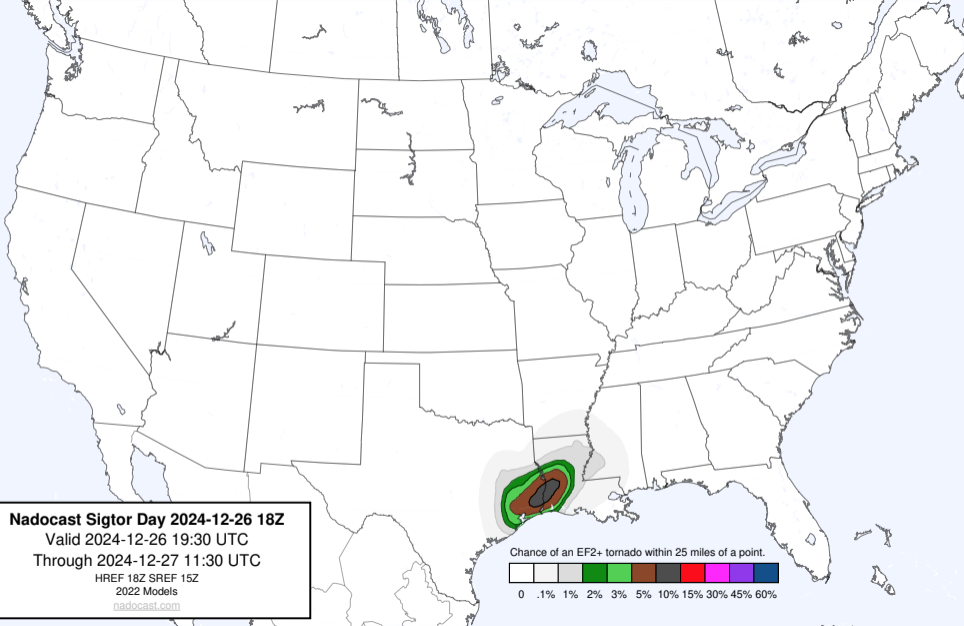 Nadocast Sigtor Day 2024-12-26 18Z
Valid 2024-12-26 19:30 UTC
Through 2024-12-27 11:30 UTC
HREF 18Z SREF 15Z
2022 Models
nadocast.com
Chance of an EF2+ tornado within 25 miles of a point.
0 .1% 1% 2% 3% 5% 10% 15% 30% 45% 60%